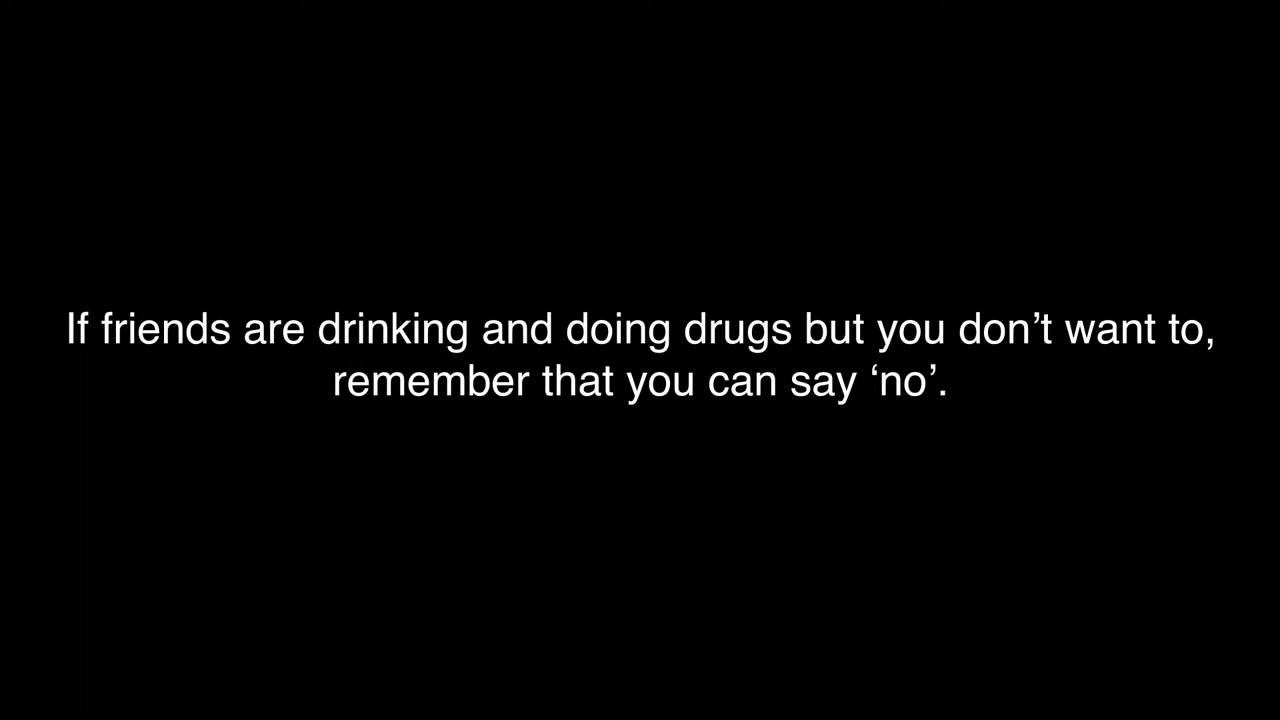 If friends are drinking and doing drugs but you don’t want to,
remember that you can say ‘no’.